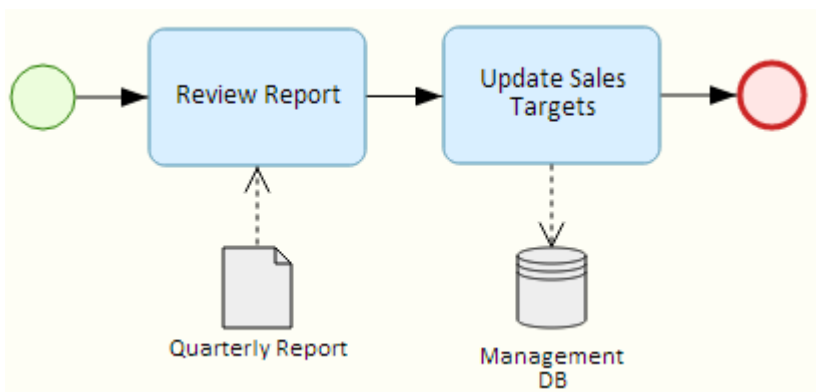 Review Report
Update Sales
Targets
Quarterly Report
Management
DB